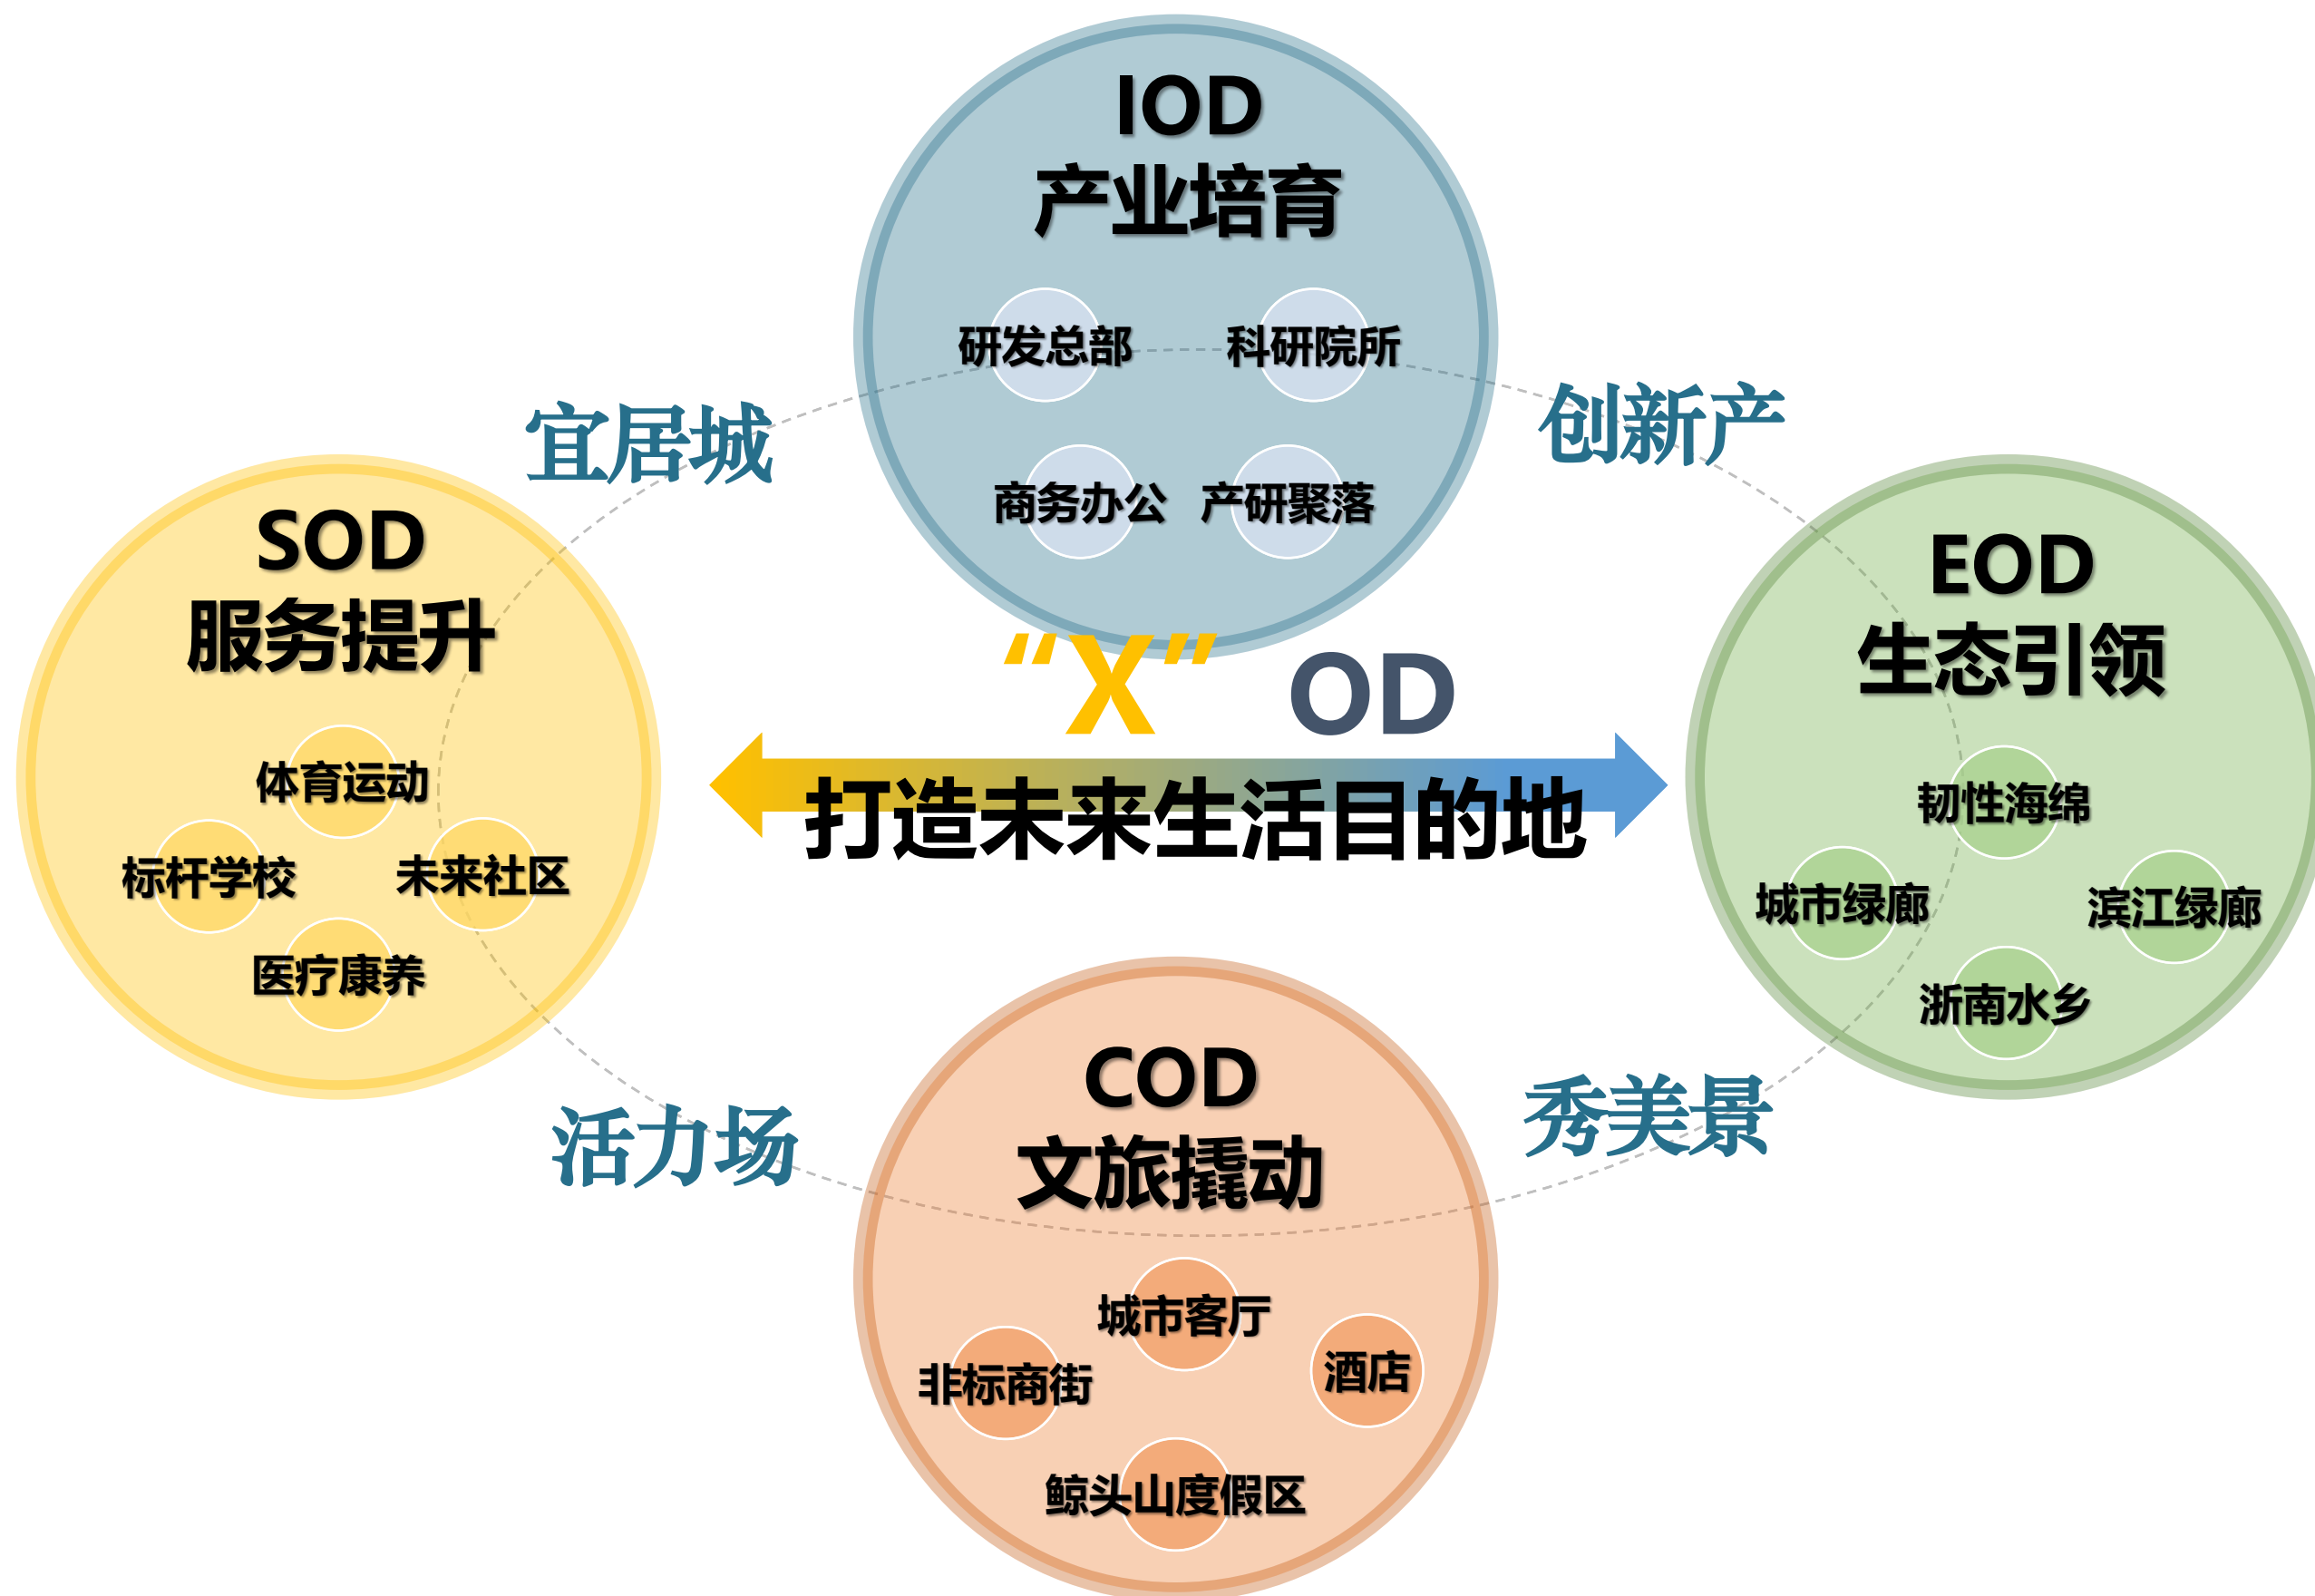 IOD
产业培育
研发总部
科研院所
商务办公
产研聚落
宜居城
创新产
SOD
服务提升
体育运动
标杆学校
未来社区
医疗康养
“X” OD
打造未来生活目的地
EOD
生态引领
韧性海绵
城市绿廊
滨江绿廊
浙南水乡
活力场
秀美景
COD
文旅撬动
城市客厅
非标商街
酒店
鲸头山度假区